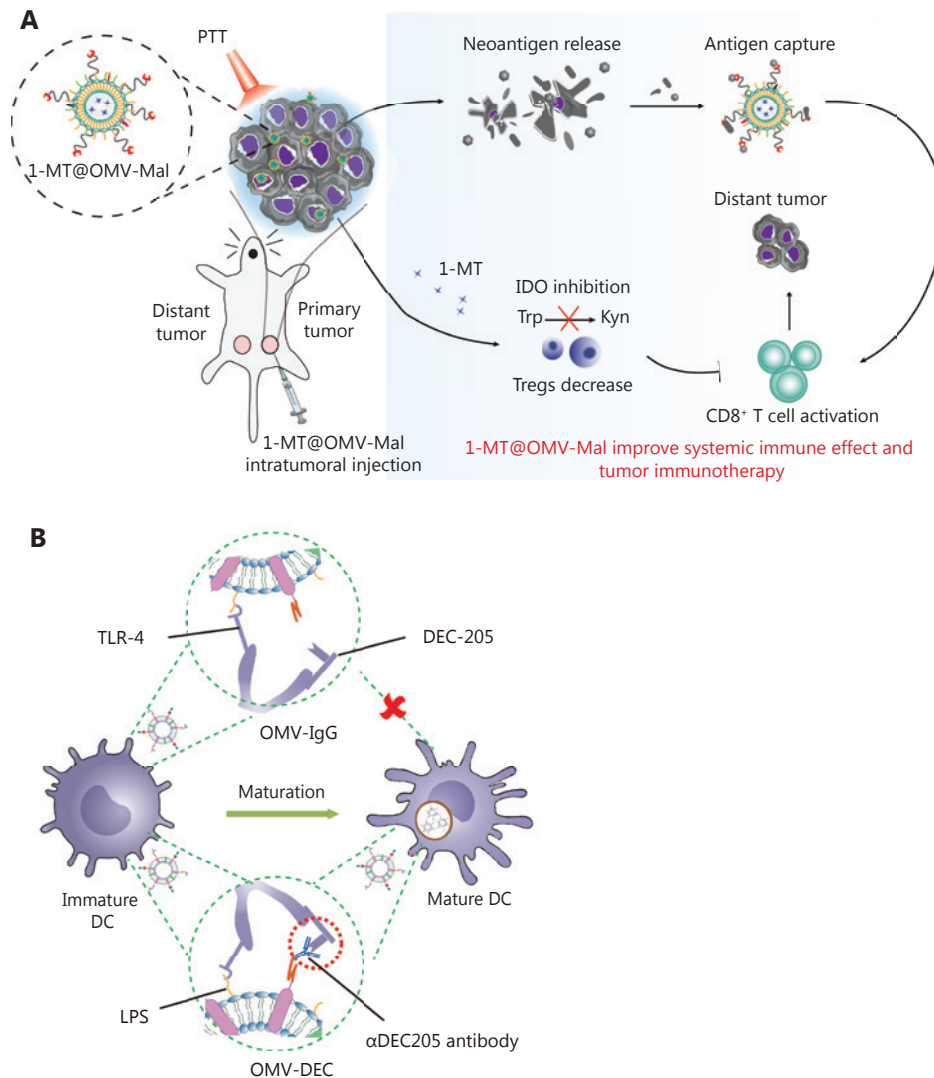 A
PTT
1-MT@OMV-Mal
Neoantigen release
Antigen capture
Distant tumor
1-MT
IDO inhibition
Trp
Kyn
Tregs decrease
CD8⁺ T cell activation
Distant
tumor
Primary
tumor
1-MT@OMV-Mal
intratumoral injection
1-MT@OMV-Mal improve systemic immune effect and
tumor immunotherapy
B
TLR-4
DEC-205
OMV-IgG
Maturation
Immature
DC
Mature DC
LPS
αDEC205 antibody
OMV-DEC